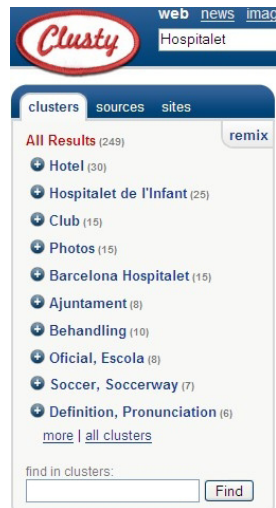 Clusty
web news imag
Hospitalet
clusters sources sites
All Results (249)
remix
Hotel (30)
Hospitalet de l'Infant (25)
Club (15)
Photos (15)
Barcelona Hospitalet (15)
Ajuntament (8)
Behandling (10)
Oficial, Escola (8)
Soccer, Soccerway (7)
Definition, Pronunciation (6)
more | all clusters
find in clusters:
Find